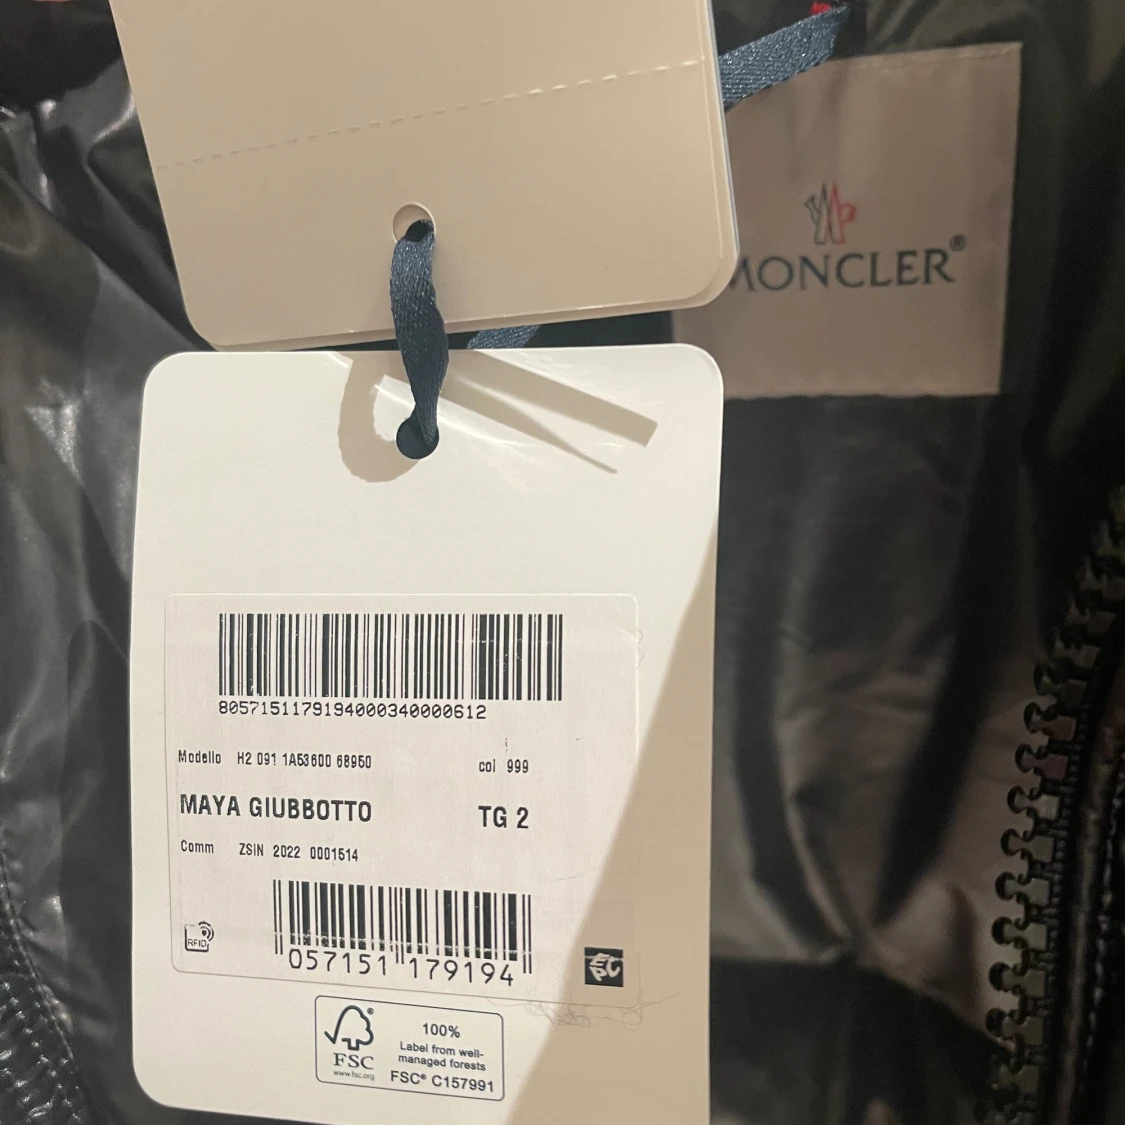 MONCLER®
8057151179194000340000612
Modello H2 091 1A53600 68950 col 999
MAYA GIUBBOTTO TG 2
Comm ZSIN 2022 0001514
RFID
057151 179194
FSC®
www.fsc.org
100%
Label from well-
managed forests
FSC® C157991